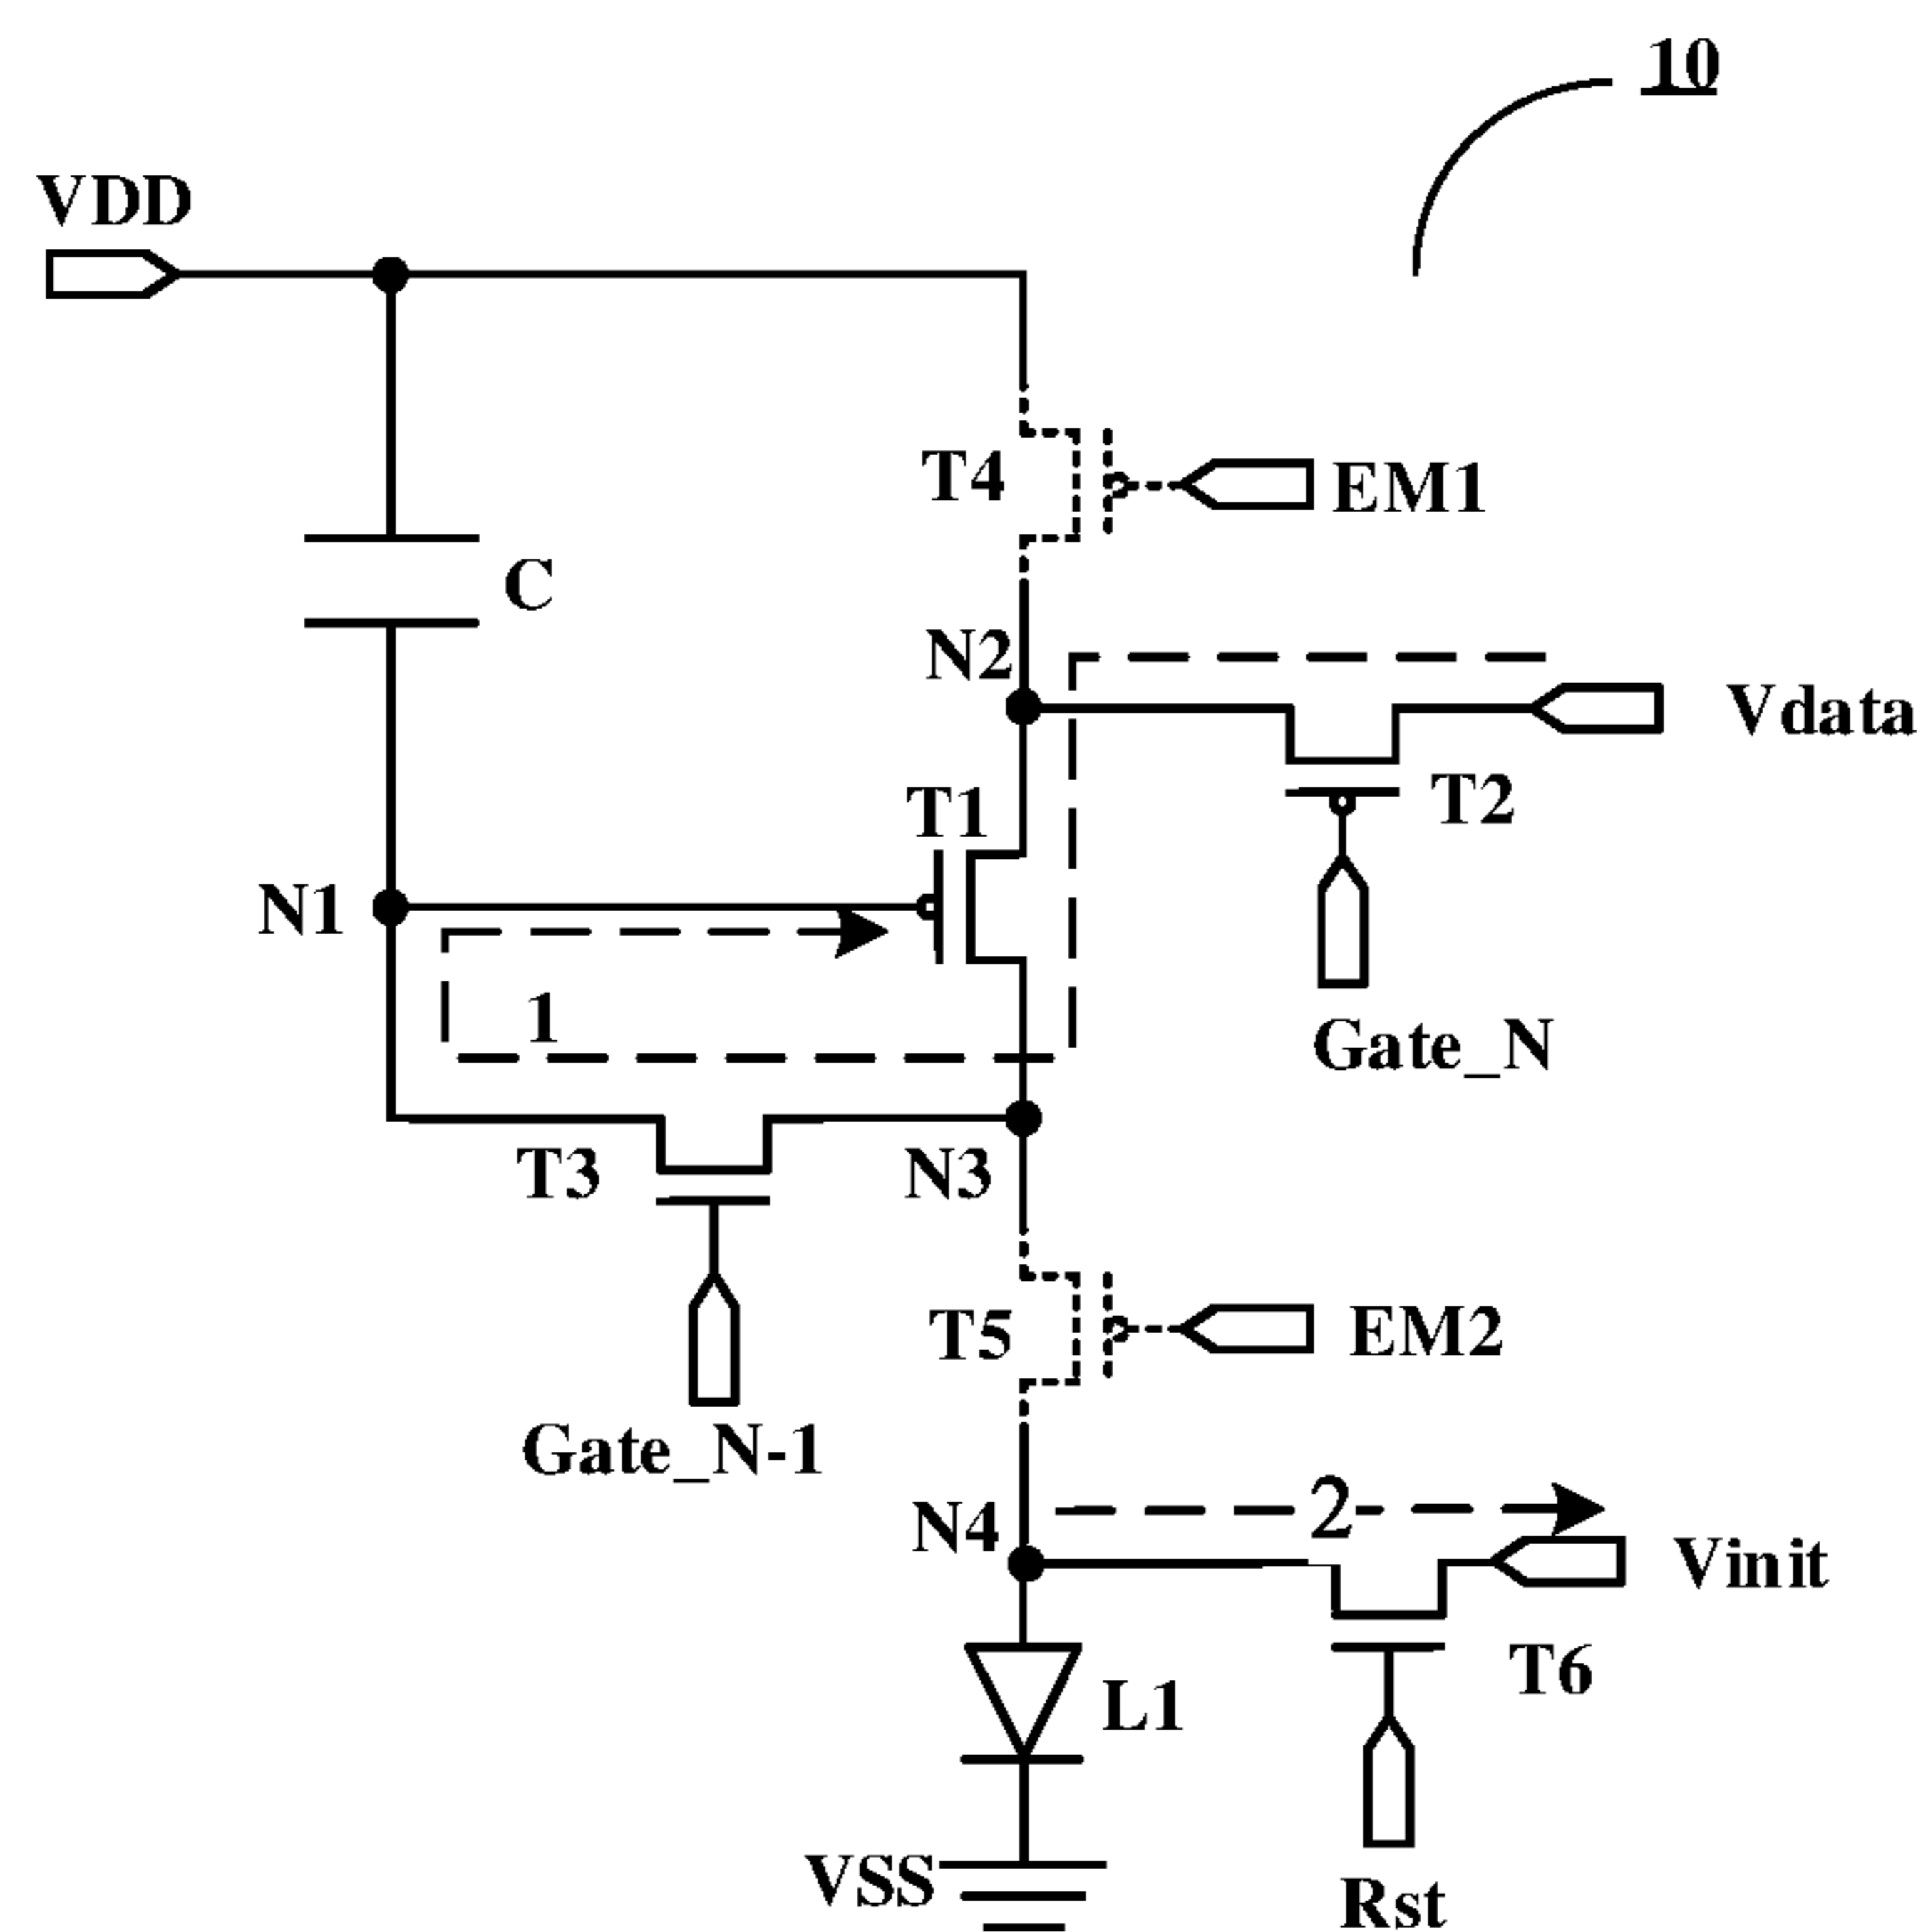 10
VDD
T4
EM1
C
N2
Vdata
T1
T2
N1
1
Gate_N
T3
N3
T5
EM2
Gate_N-1
2
N4
Vinit
T6
L1
VSS
Rst